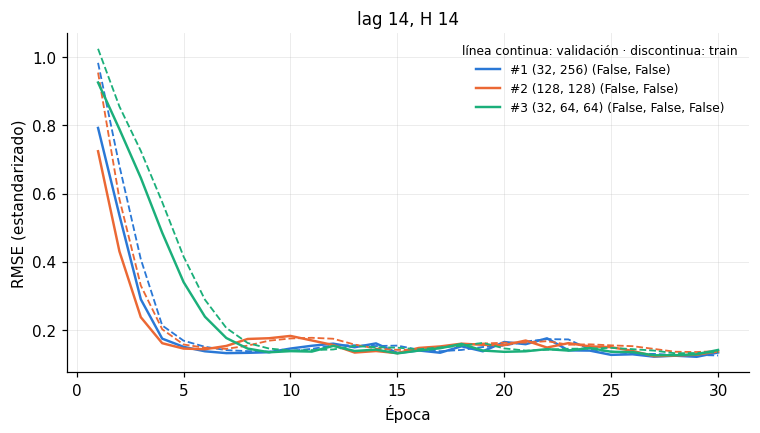 lag 14, H 14
línea continua: validación · discontinua: train
#1 (32, 256) (False, False)
#2 (128, 128) (False, False)
#3 (32, 64, 64) (False, False, False)
RMSE (estandarizado)
1.0
0.8
0.6
0.4
0.2
0 5 10 15 20 25 30
Época